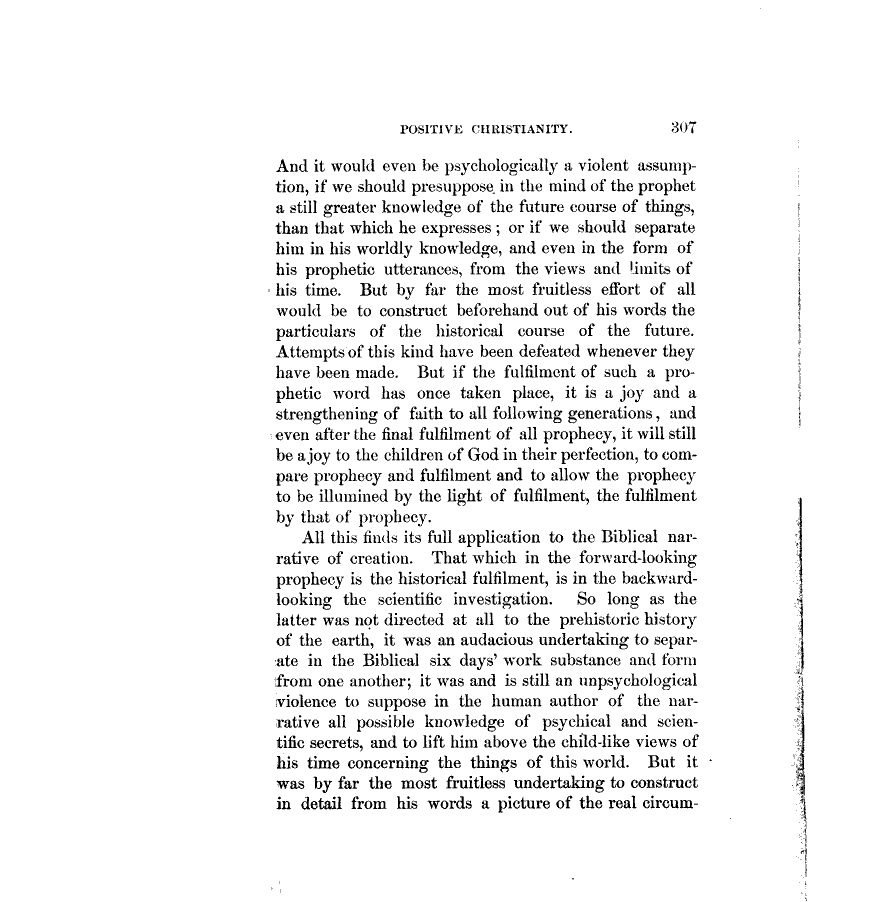 POSITIVE CHRISTIANITY. 307
And it would even be psychologically a violent assump-
tion, if we should presuppose in the mind of the prophet
a still greater knowledge of the future course of things,
than that which he expresses ; or if we should separate
him in his worldly knowledge, and even in the form of
his prophetic utterances, from the views and limits of
his time. But by far the most fruitless effort of all
would be to construct beforehand out of his words the
particulars of the historical course of the future.
Attempts of this kind have been defeated whenever they
have been made. But if the fulfilment of such a pro-
phetic word has once taken place, it is a joy and a
strengthening of faith to all following generations, and
even after the final fulfilment of all prophecy, it will still
be a joy to the children of God in their perfection, to com-
pare prophecy and fulfilment and to allow the prophecy
to be illumined by the light of fulfilment, the fulfilment
by that of prophecy.
All this finds its full application to the Biblical nar-
rative of creation. That which in the forward-looking
prophecy is the historical fulfilment, is in the backward-
looking the scientific investigation. So long as the
latter was not directed at all to the prehistoric history
of the earth, it was an audacious undertaking to separ-
ate in the Biblical six days' work substance and form
from one another; it was and is still an unpsychological
violence to suppose in the human author of the nar-
rative all possible knowledge of psychical and scien-
tific secrets, and to lift him above the child-like views of
his time concerning the things of this world. But it
was by far the most fruitless undertaking to construct
in detail from his words a picture of the real circum-